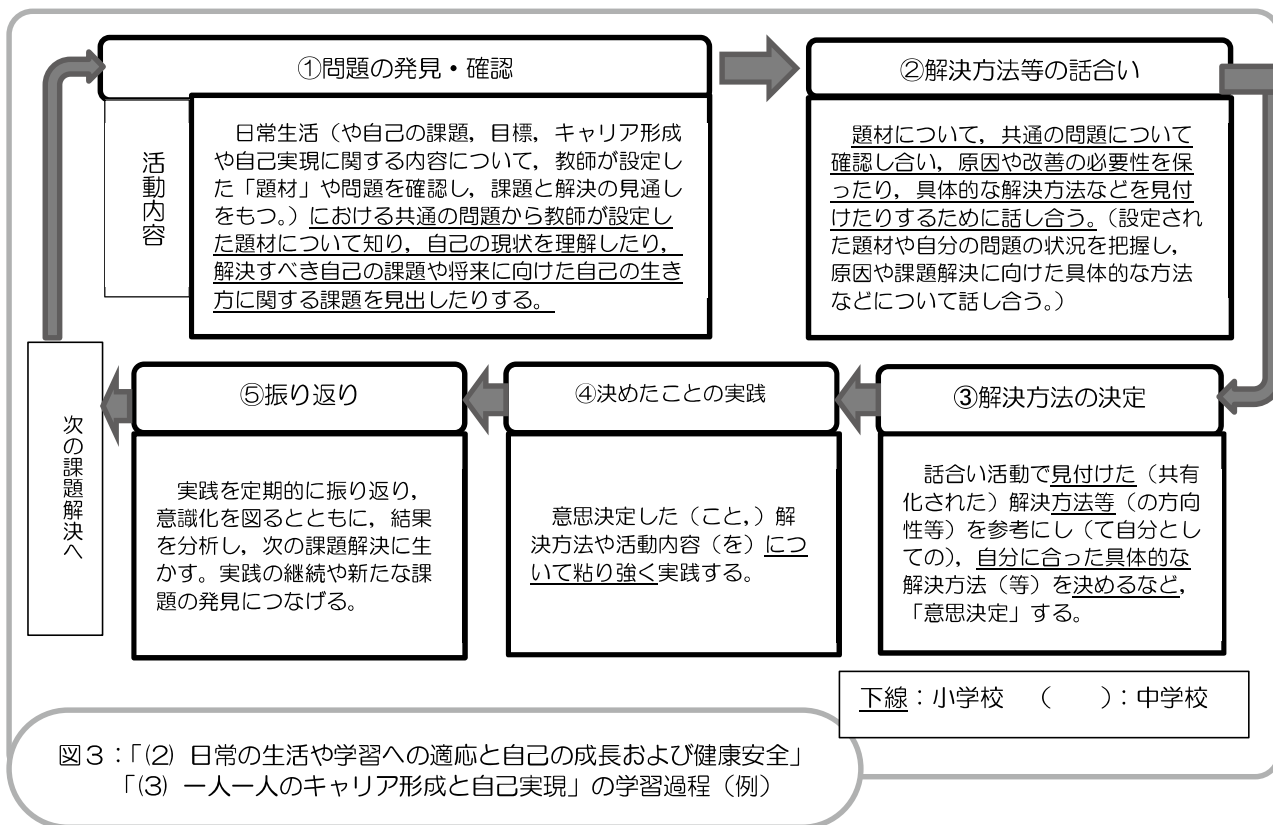 ①問題の発見・確認
活動内容
日常生活（や自己の課題，目標，キャリア形成
や自己実現に関する内容について，教師が設定し
た「題材」や問題を確認し，課題と解決の見通し
をもつ。）における共通の問題から教師が設定し
た題材について知り，自己の現状を理解したり，
解決すべき自己の課題や将来に向けた自己の生き
方に関する課題を見出したりする。
②解決方法等の話合い
題材について，共通の問題について
確認し合い，原因や改善の必要性を保
ったり，具体的な解決方法などを見付
けたりするために話し合う。（設定され
た題材や自分の問題の状況を把握し，
原因や課題解決に向けた具体的な方法
などについて話し合う。）
③解決方法の決定
話合い活動で見付けた（共有
化された）解決方法等（の方向
性等）を参考にし（て自分とし
ての），自分に合った具体的な
解決方法（等）を決めるなど，
「意思決定」する。
④決めたことの実践
意思決定した（こと，）解
決方法や活動内容（を）につ
いて粘り強く実践する。
⑤振り返り
実践を定期的に振り返り，
意識化を図るとともに，結果
を分析し，次の課題解決に生
かす。実践の継続や新たな課
題の発見につなげる。
次の課題解決へ
下線：小学校　（　　）：中学校
図３：「(2) 日常の生活や学習への適応と自己の成長および健康安全」
「(3) 一人一人のキャリア形成と自己実現」の学習過程（例）